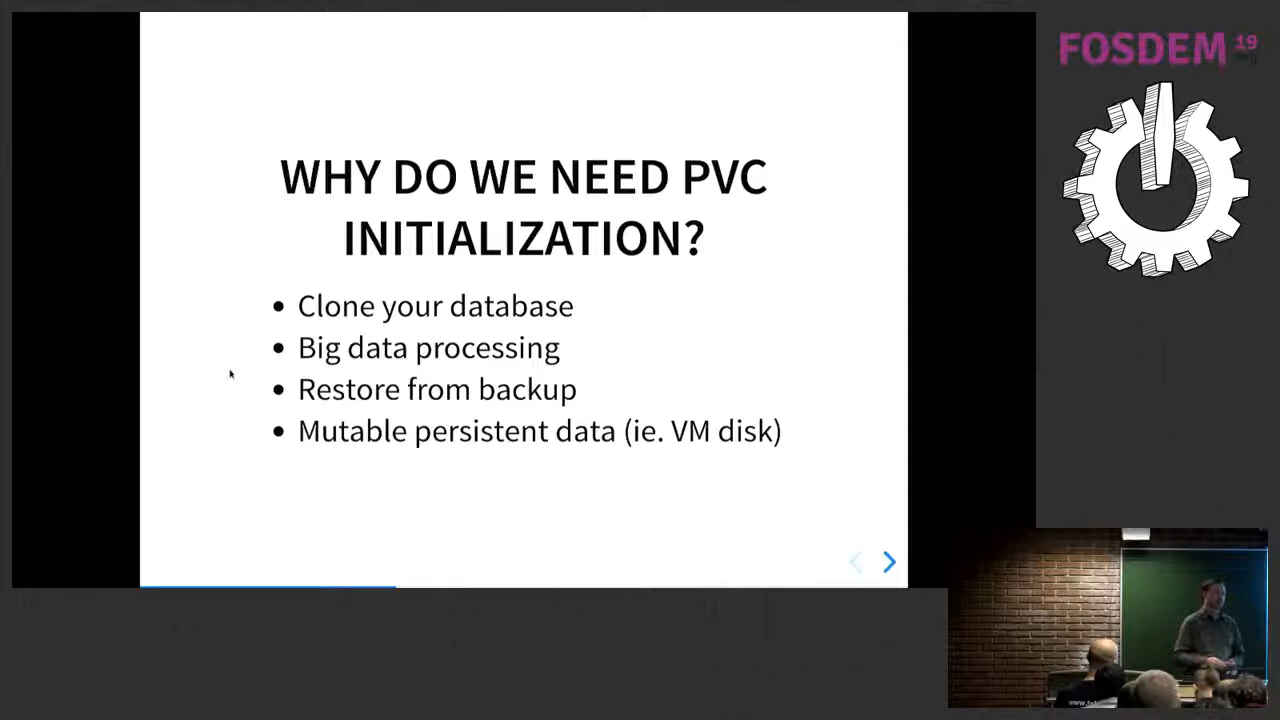 WHY DO WE NEED PVC
INITIALIZATION?
• Clone your database
• Big data processing
• Restore from backup
• Mutable persistent data (ie. VM disk)
FOSDEM 19